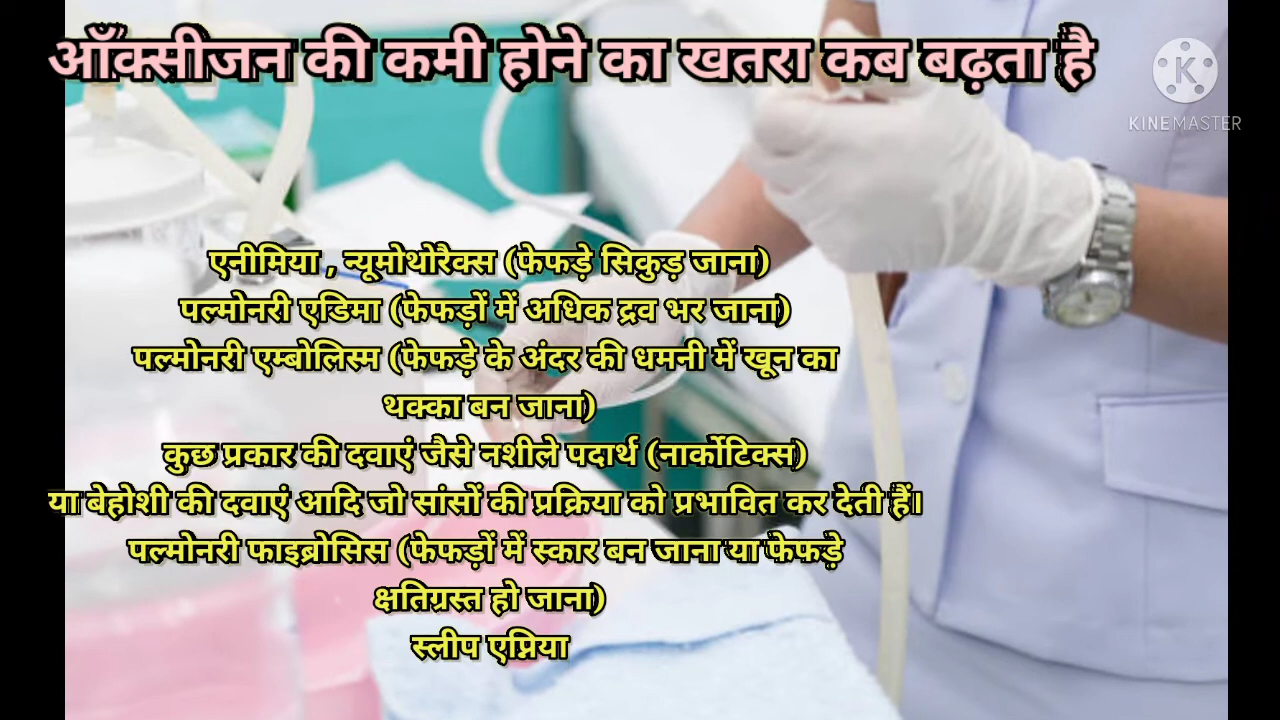 ऑक्सीजन की कमी होने का खतरा कब बढ़ता है
K
KINEMASTER
एनीमिया , न्यूमोथोरैक्स (फेफड़े सिकुड़ जाना)
पल्मोनरी एडिमा (फेफड़ों में अधिक द्रव भर जाना)
पल्मोनरी एम्बोलिस्म (फेफड़े के अंदर की धमनी में खून का
थक्का बन जाना)
कुछ प्रकार की दवाएं जैसे नशीले पदार्थ (नार्कोटिक्स)
या बेहोशी की दवाएं आदि जो सांसों की प्रक्रिया को प्रभावित कर देती हैं।
पल्मोनरी फाइब्रोसिस (फेफड़ों में स्कार बन जाना या फेफड़े
क्षतिग्रस्त हो जाना)
स्लीप एप्निया